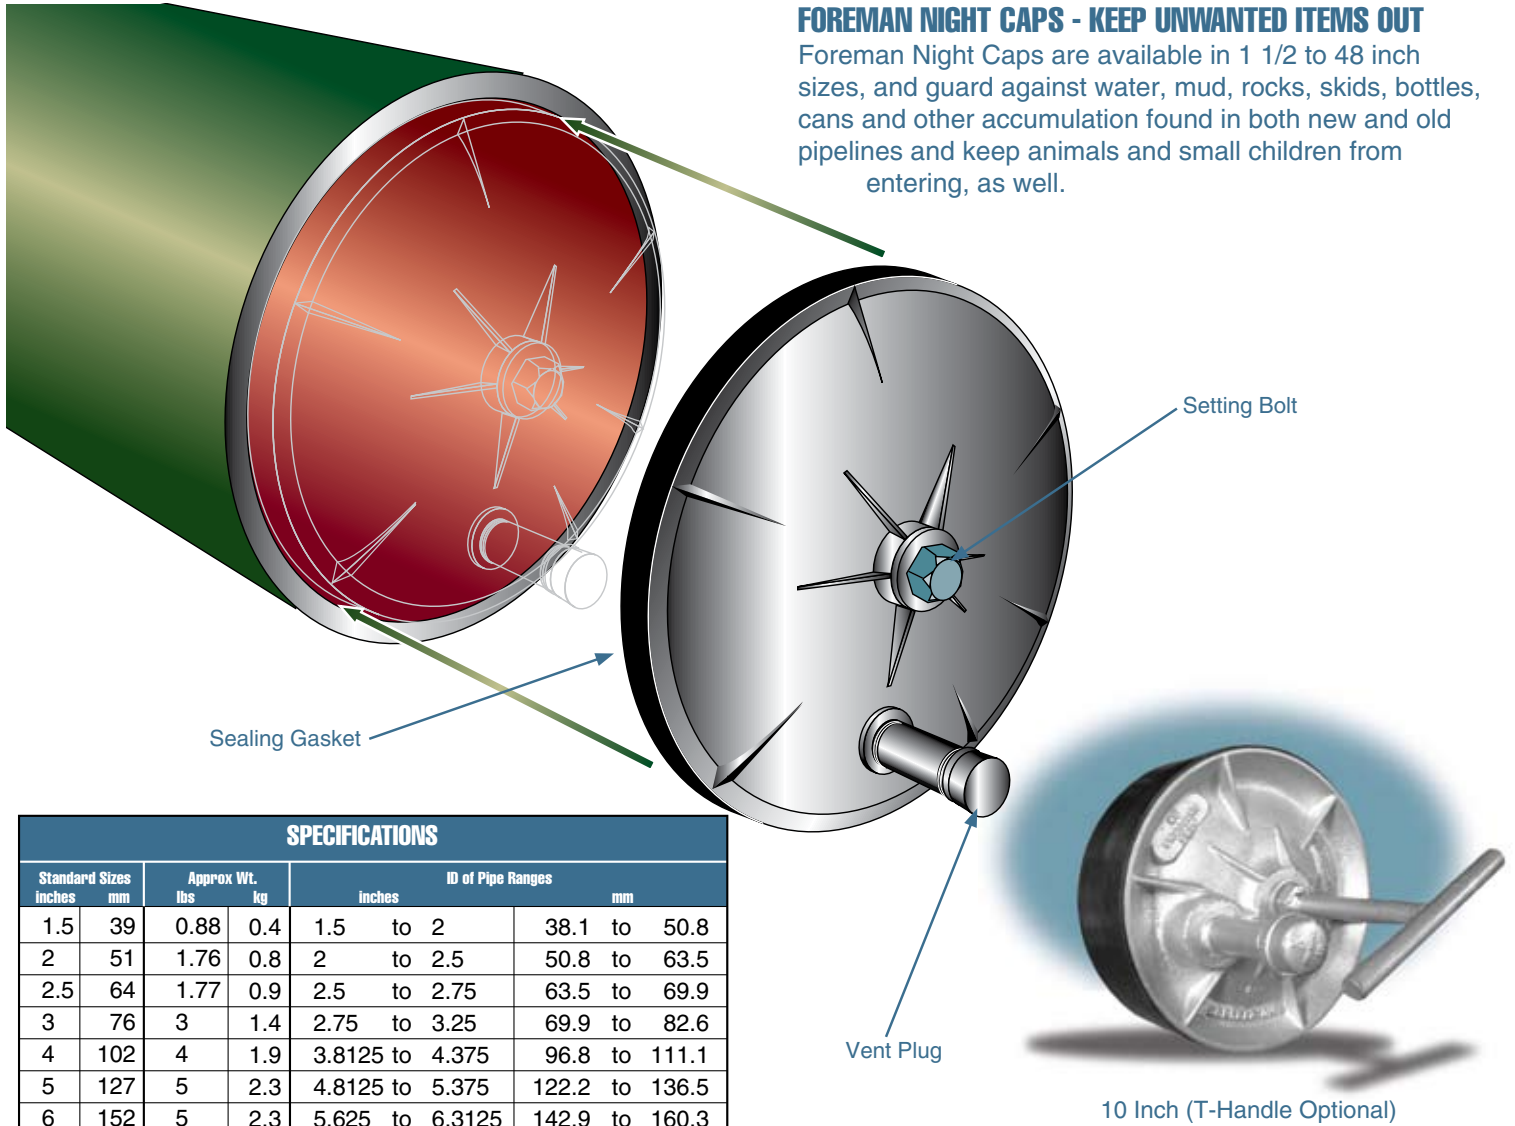 FOREMAN NIGHT CAPS - KEEP UNWANTED ITEMS OUT
Foreman Night Caps are available in 1 1/2 to 48 inch
sizes, and guard against water, mud, rocks, skids, bottles,
cans and other accumulation found in both new and old
pipelines and keep animals and small children from
entering, as well.
Setting Bolt
Sealing Gasket
Vent Plug
10 Inch (T-Handle Optional)
SPECIFICATIONS
Standard Sizes Approx Wt. ID of Pipe Ranges
inches mm lbs kg inches mm
1.5 39 0.88 0.4 1.5 to 2 38.1 to 50.8
2 51 1.76 0.8 2 to 2.5 50.8 to 63.5
2.5 64 1.77 0.9 2.5 to 2.75 63.5 to 69.9
3 76 3 1.4 2.75 to 3.25 69.9 to 82.6
4 102 4 1.9 3.8125 to 4.375 96.8 to 111.1
5 127 5 2.3 4.8125 to 5.375 122.2 to 136.5
6 152 5 2.3 5.625 to 6.3125 142.9 to 160.3